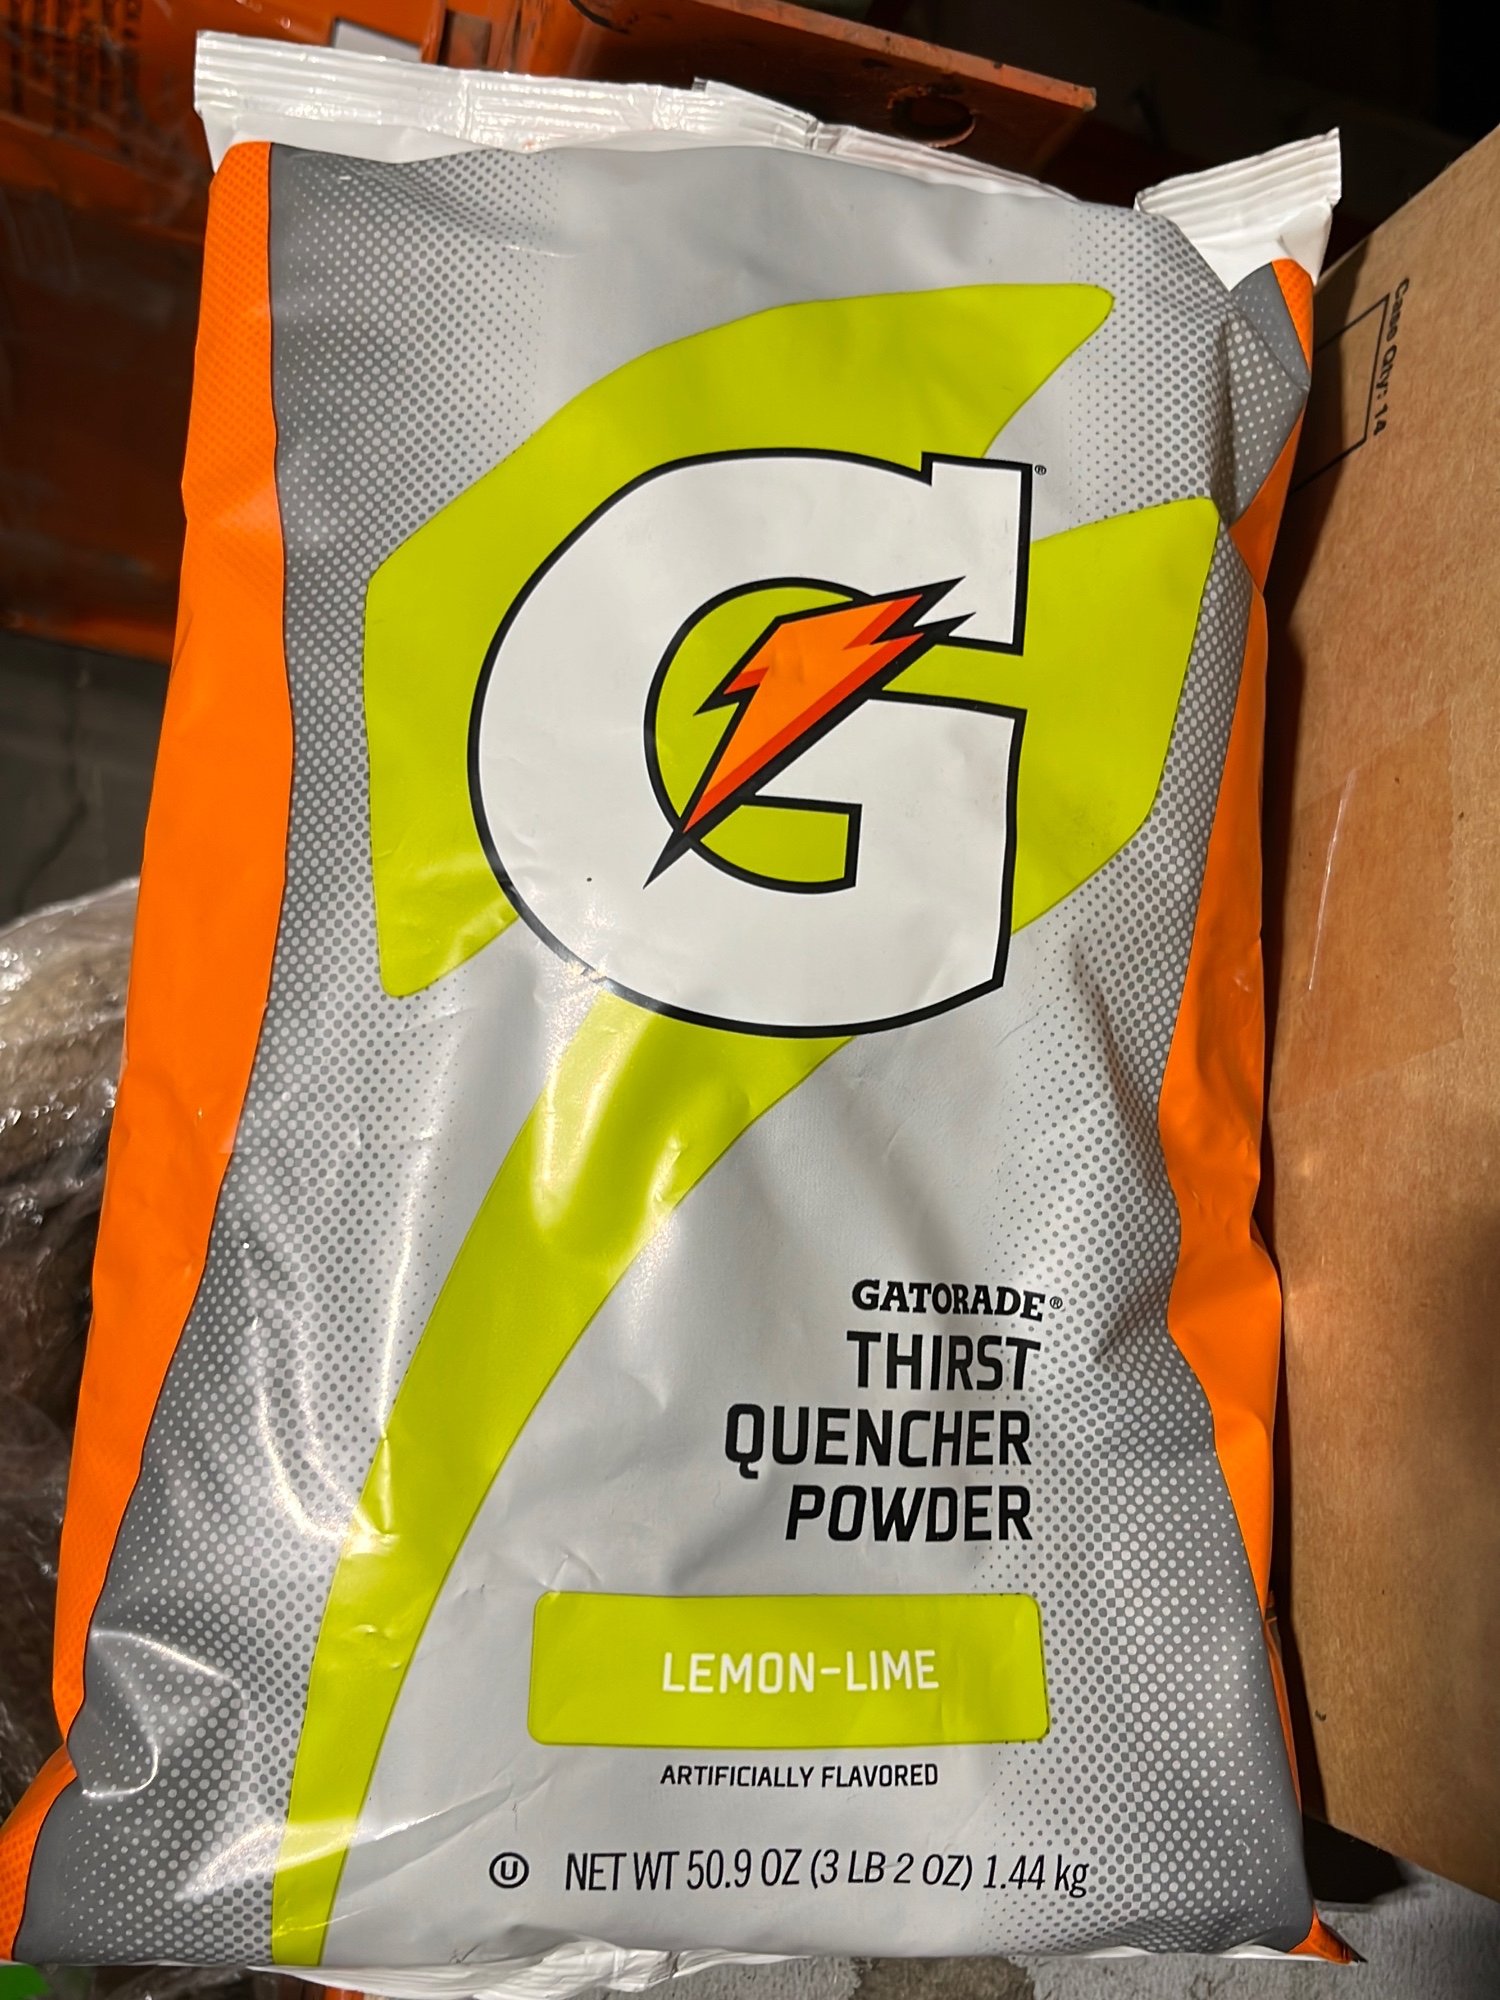 G®
GATORADE®
THIRST
QUENCHER
POWDER
LEMON-LIME
ARTIFICIALLY FLAVORED
U NET WT 50.9 OZ (3 LB 2 OZ) 1.44 kg
Case Qty: 14